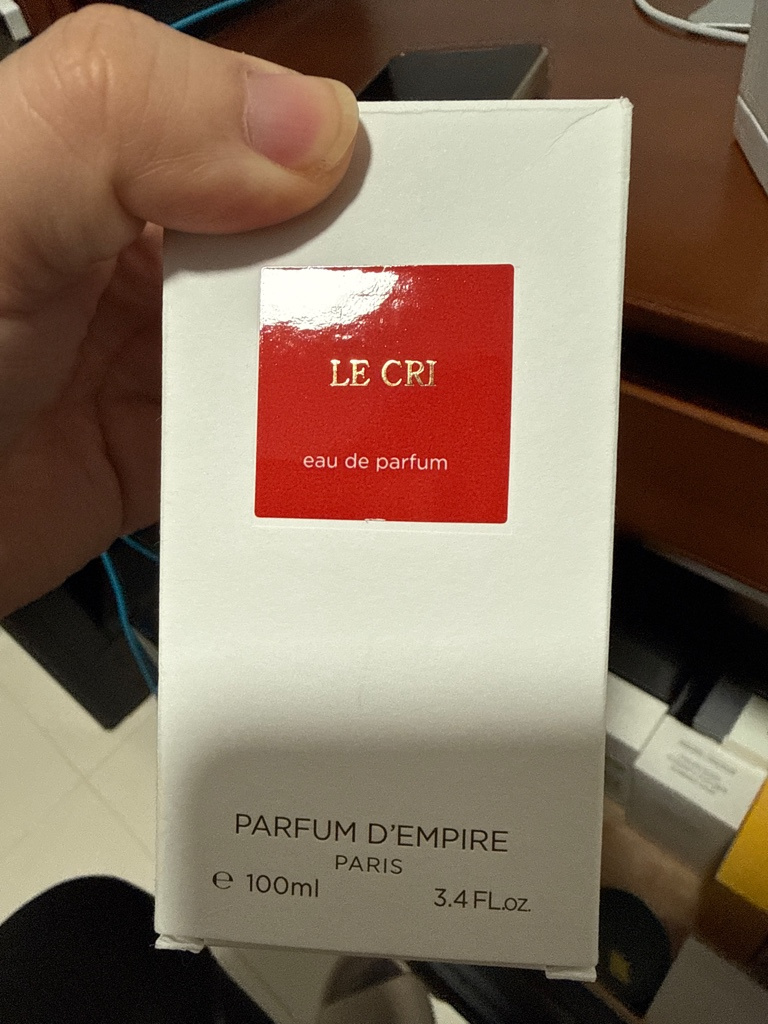 LE CRI
eau de parfum
PARFUM D'EMPIRE
PARIS
℮ 100ml 3.4 FL.oz.